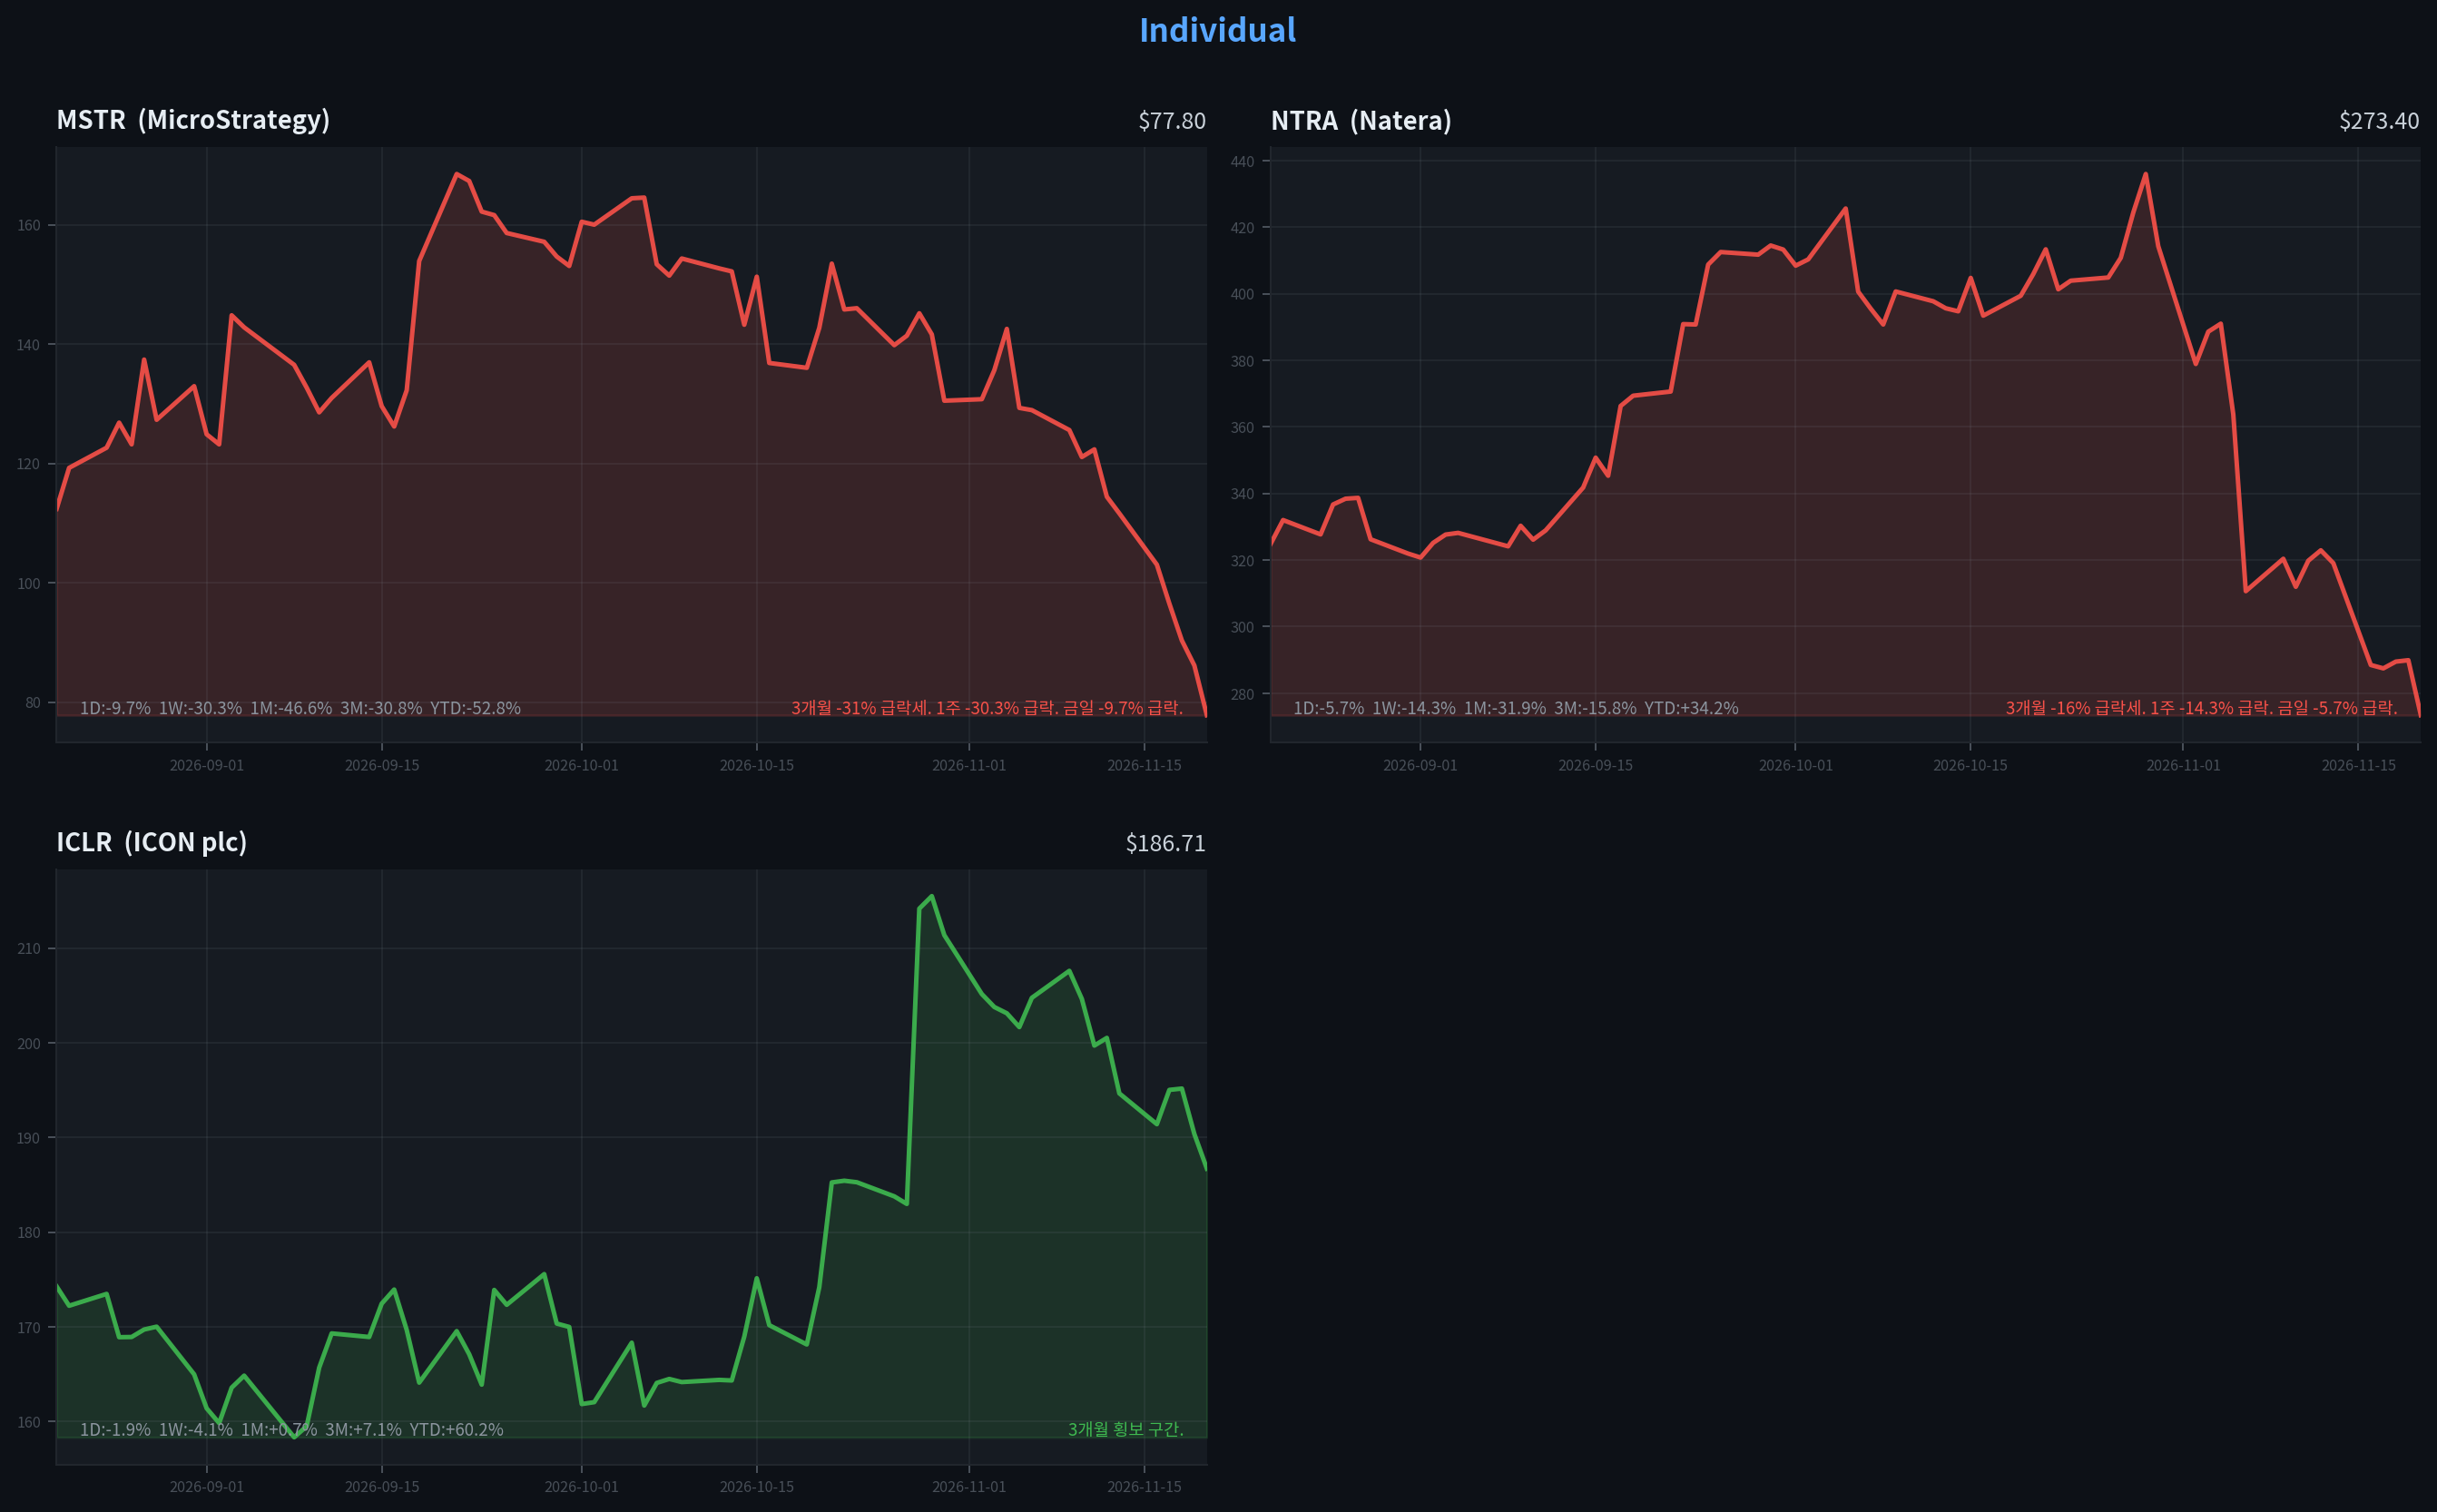 Individual
MSTR (MicroStrategy) $77.80
160
140
120
100
80
1D:-9.7% 1W:-30.3% 1M:-46.6% 3M:-30.8% YTD:-52.8% 3개월 -31% 급락세. 1주 -30.3% 급락. 금일 -9.7% 급락.
2026-09-01 2026-09-15 2026-10-01 2026-10-15 2026-11-01 2026-11-15
NTRA (Natera) $273.40
440
420
400
380
360
340
320
300
280
1D:-5.7% 1W:-14.3% 1M:-31.9% 3M:-15.8% YTD:+34.2% 3개월 -16% 급락세. 1주 -14.3% 급락. 금일 -5.7% 급락.
2026-09-01 2026-09-15 2026-10-01 2026-10-15 2026-11-01 2026-11-15
ICLR (ICON plc) $186.71
210
200
190
180
170
160
1D:-1.9% 1W:-4.1% 1M:+0.7% 3M:+7.1% YTD:+60.2% 3개월 횡보 구간.
2026-09-01 2026-09-15 2026-10-01 2026-10-15 2026-11-01 2026-11-15